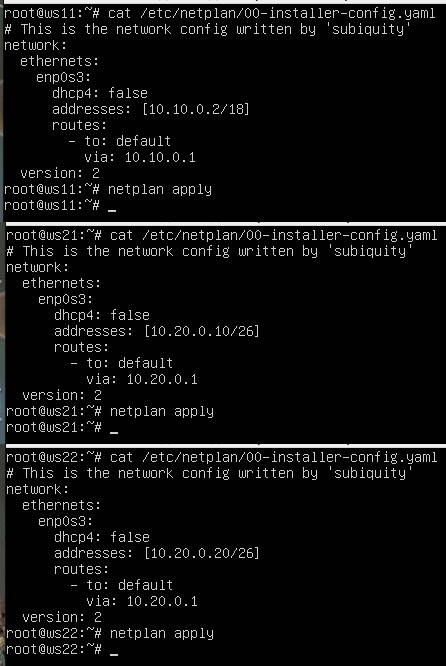 root@ws11:~# cat /etc/netplan/00-installer-config.yaml
# This is the network config written by 'subiquity'
network:
  ethernets:
    enp0s3:
      dhcp4: false
      addresses: [10.10.0.2/18]
      routes:
        - to: default
          via: 10.10.0.1
  version: 2
root@ws11:~# netplan apply
root@ws11:~# _
root@ws21:~# cat /etc/netplan/00-installer-config.yaml
# This is the network config written by 'subiquity'
network:
  ethernets:
    enp0s3:
      dhcp4: false
      addresses: [10.20.0.10/26]
      routes:
        - to: default
          via: 10.20.0.1
  version: 2
root@ws21:~# netplan apply
root@ws21:~# _
root@ws22:~# cat /etc/netplan/00-installer-config.yaml
# This is the network config written by 'subiquity'
network:
  ethernets:
    enp0s3:
      dhcp4: false
      addresses: [10.20.0.20/26]
      routes:
        - to: default
          via: 10.20.0.1
  version: 2
root@ws22:~# netplan apply
root@ws22:~# _